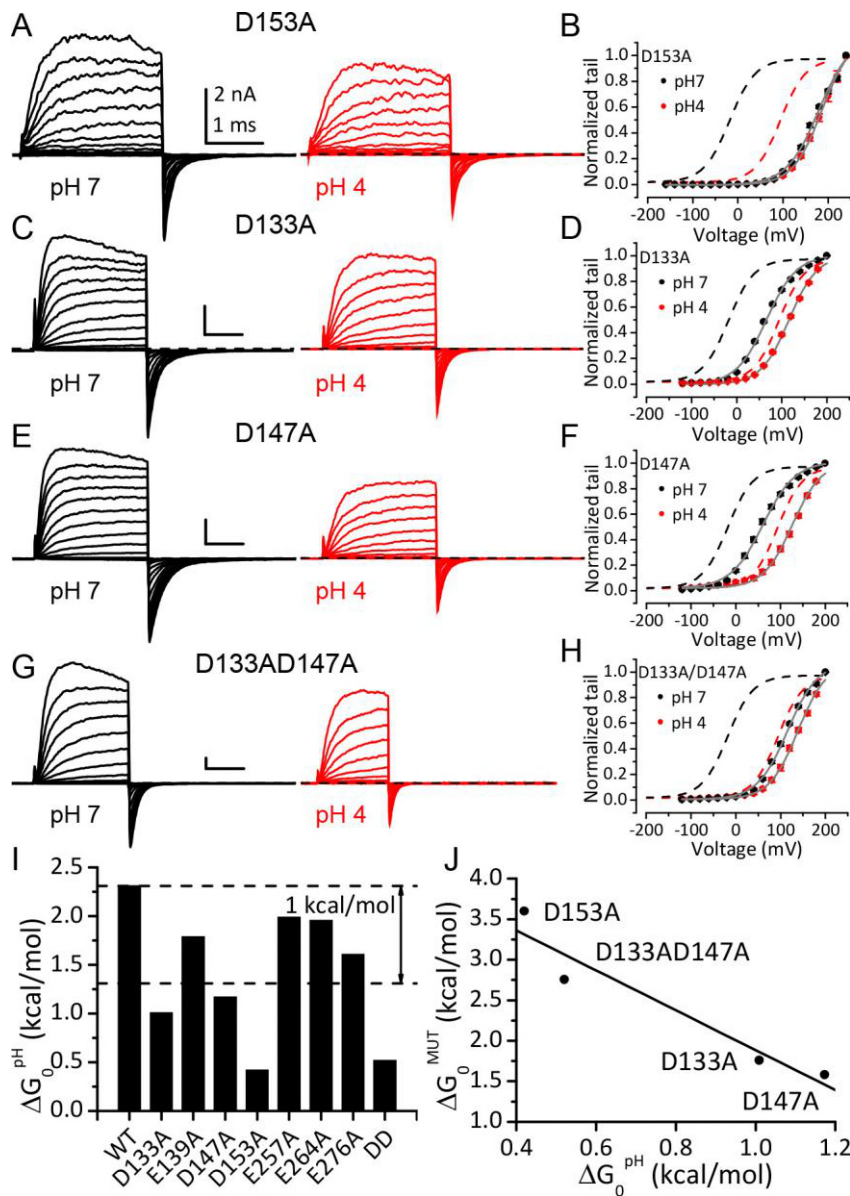 A
D153A
2 nA
1 ms
pH 7
pH 4
B
Normalized tail
1.0
0.8
0.6
0.4
0.2
0.0
D153A
pH7
pH4
-200 -100 0 100 200
Voltage (mV)
C
D133A
pH 7
pH 4
D
Normalized tail
1.0
0.8
0.6
0.4
0.2
0.0
D133A
pH 7
pH 4
-200 -100 0 100 200
Voltage (mV)
E
D147A
pH 7
pH 4
F
Normalized tail
1.0
0.8
0.6
0.4
0.2
0.0
D147A
pH 7
pH 4
-200 -100 0 100 200
Voltage (mV)
G
D133AD147A
pH 7
pH 4
H
Normalized tail
1.0
0.8
0.6
0.4
0.2
0.0
D133A/D147A
pH 7
pH 4
-200 -100 0 100 200
Voltage (mV)
I
ΔG₀^pH (kcal/mol)
2.5
2.0
1.5
1.0
0.5
0.0
1 kcal/mol
WT D133A E139A D147A D153A E257A E264A E276A DD
J
ΔG₀^MUT (kcal/mol)
4.0
3.5
3.0
2.5
2.0
1.5
1.0
D153A
D133AD147A
D133A
D147A
0.4 0.6 0.8 1.0 1.2
ΔG₀^pH (kcal/mol)